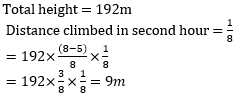 Total height = 192m
Distance climbed in second hour = 1/8
= 192 × (8−5)/8 × 1/8
= 192 × 3/8 × 1/8 = 9m